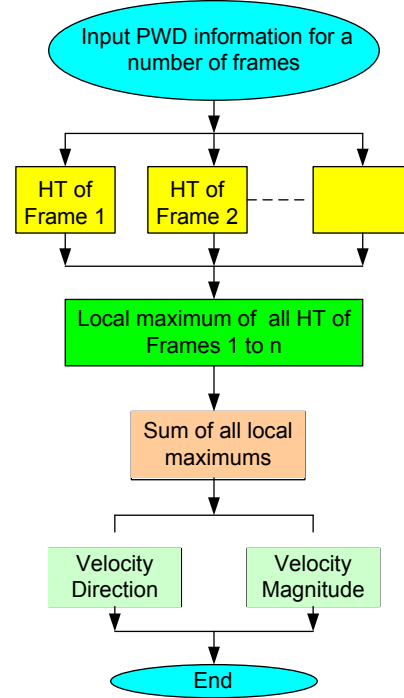 Input PWD information for a
number of frames
HT of
Frame 1
HT of
Frame 2
Local maximum of all HT of
Frames 1 to n
Sum of all local
maximums
Velocity
Direction
Velocity
Magnitude
End